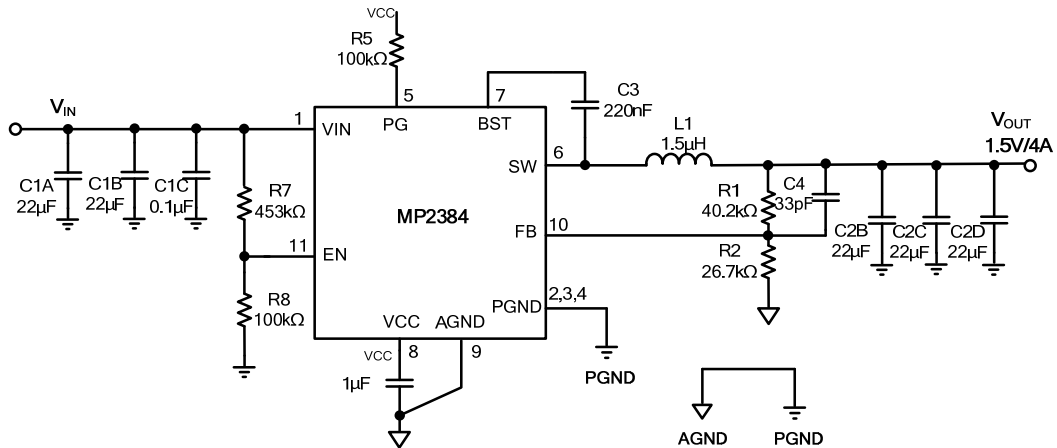 VCC
R5
100kΩ
5
7
C3
220nF
VIN
1
VIN
PG
BST
L1
1.5μH
VOUT
1.5V/4A
6
SW
C1A
22μF
C1B
22μF
C1C
0.1μF
R7
453kΩ
MP2384
R1
40.2kΩ
C4
33pF
FB
10
C2B
22μF
C2C
22μF
C2D
22μF
11
EN
R2
26.7kΩ
R8
100kΩ
PGND
2,3,4
VCC
AGND
VCC
8
9
1μF
PGND
AGND
PGND